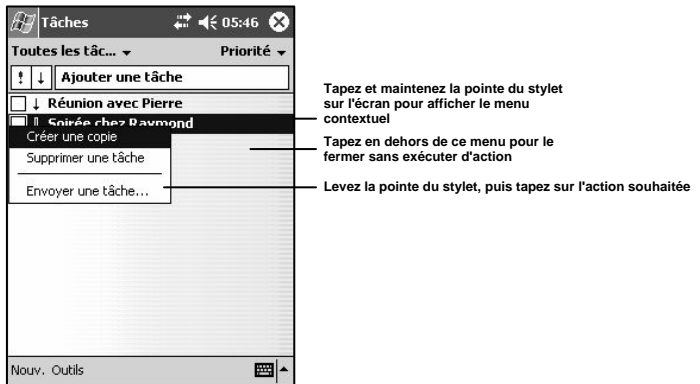 Tâches 05:46
Toutes les tâc... Priorité
Ajouter une tâche
Réunion avec Pierre
Soirée chez Raymond
Créer une copie
Supprimer une tâche
Envoyer une tâche...
Nouv. Outils
Tapez et maintenez la pointe du stylet
sur l'écran pour afficher le menu
contextuel
Tapez en dehors de ce menu pour le
fermer sans exécuter d'action
Levez la pointe du stylet, puis tapez sur l'action souhaitée